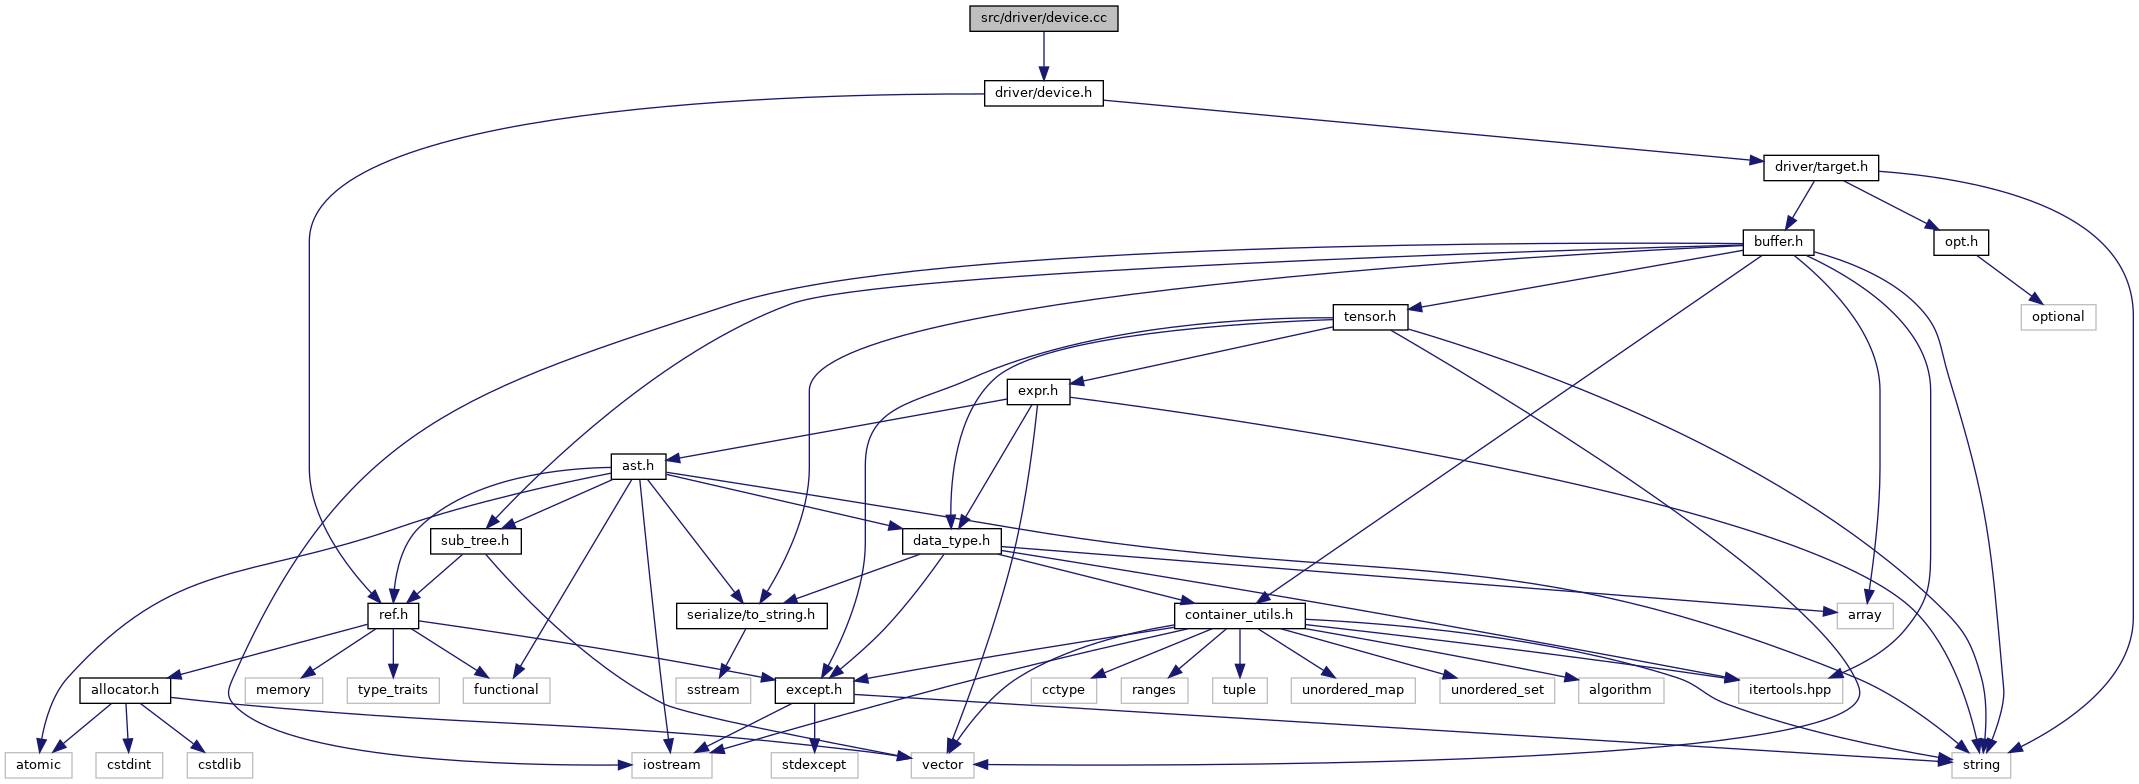 src/driver/device.cc
driver/device.h
driver/target.h
buffer.h
opt.h
tensor.h
optional
expr.h
ast.h
sub_tree.h
data_type.h
ref.h
serialize/to_string.h
container_utils.h
array
allocator.h
memory
type_traits
functional
sstream
except.h
cctype
ranges
tuple
unordered_map
unordered_set
algorithm
itertools.hpp
atomic
cstdint
cstdlib
iostream
stdexcept
vector
string